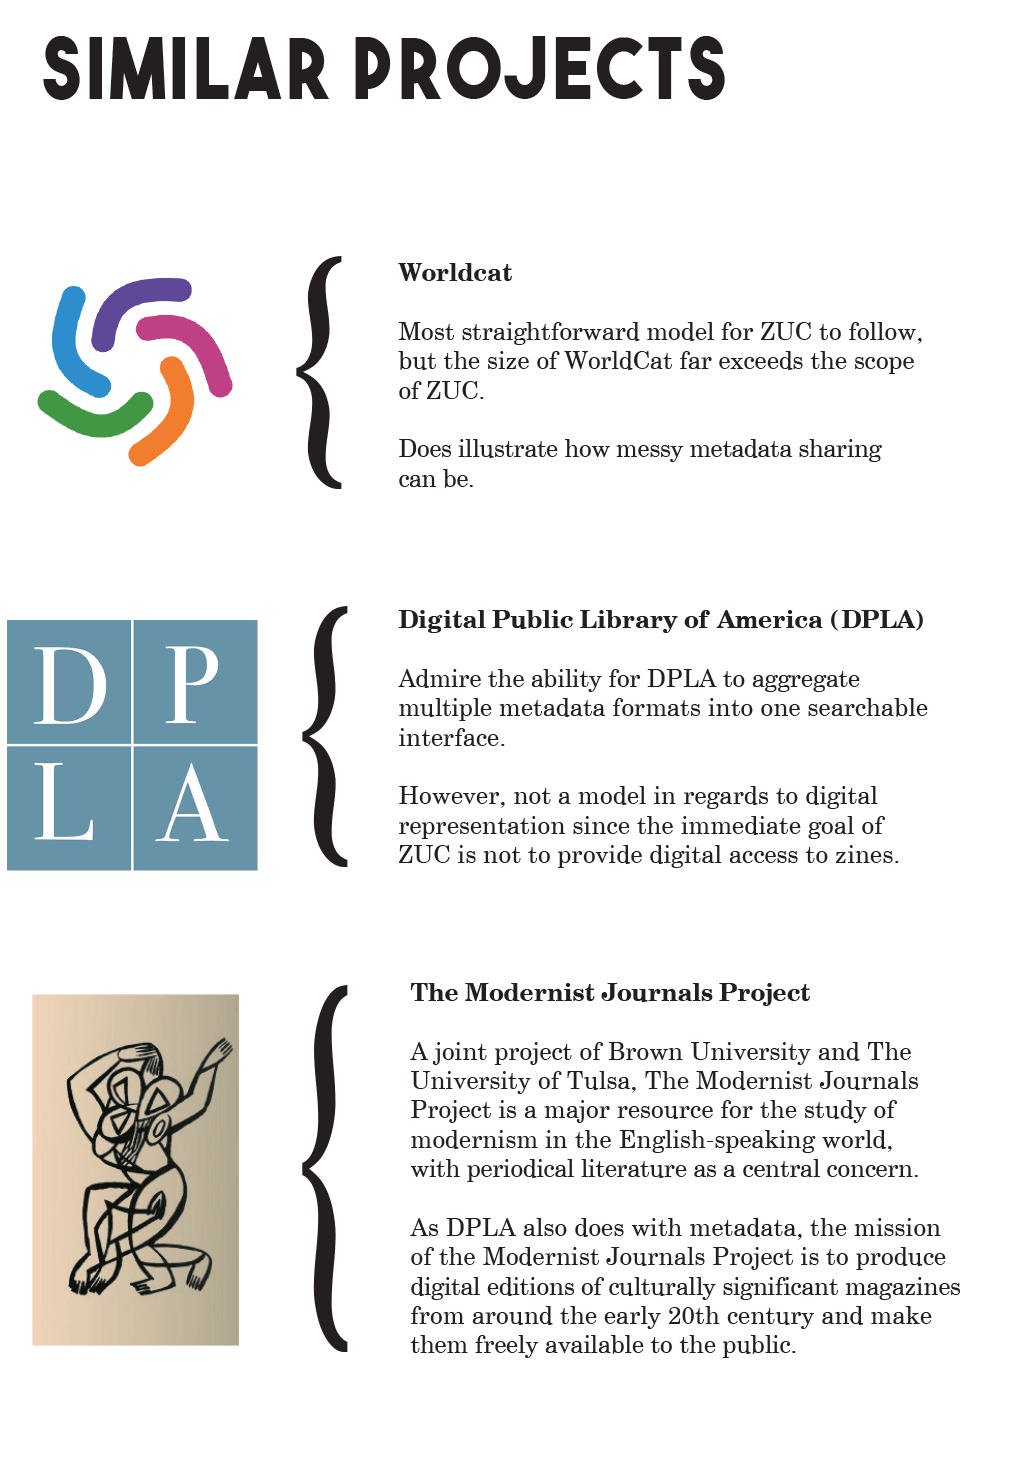 SIMILAR PROJECTS
Worldcat
Most straightforward model for ZUC to follow,
but the size of WorldCat far exceeds the scope
of ZUC.
Does illustrate how messy metadata sharing
can be.
D P
L A
Digital Public Library of America (DPLA)
Admire the ability for DPLA to aggregate
multiple metadata formats into one searchable
interface.
However, not a model in regards to digital
representation since the immediate goal of
ZUC is not to provide digital access to zines.
The Modernist Journals Project
A joint project of Brown University and The
University of Tulsa, The Modernist Journals
Project is a major resource for the study of
modernism in the English-speaking world,
with periodical literature as a central concern.
As DPLA also does with metadata, the mission
of the Modernist Journals Project is to produce
digital editions of culturally significant magazines
from around the early 20th century and make
them freely available to the public.